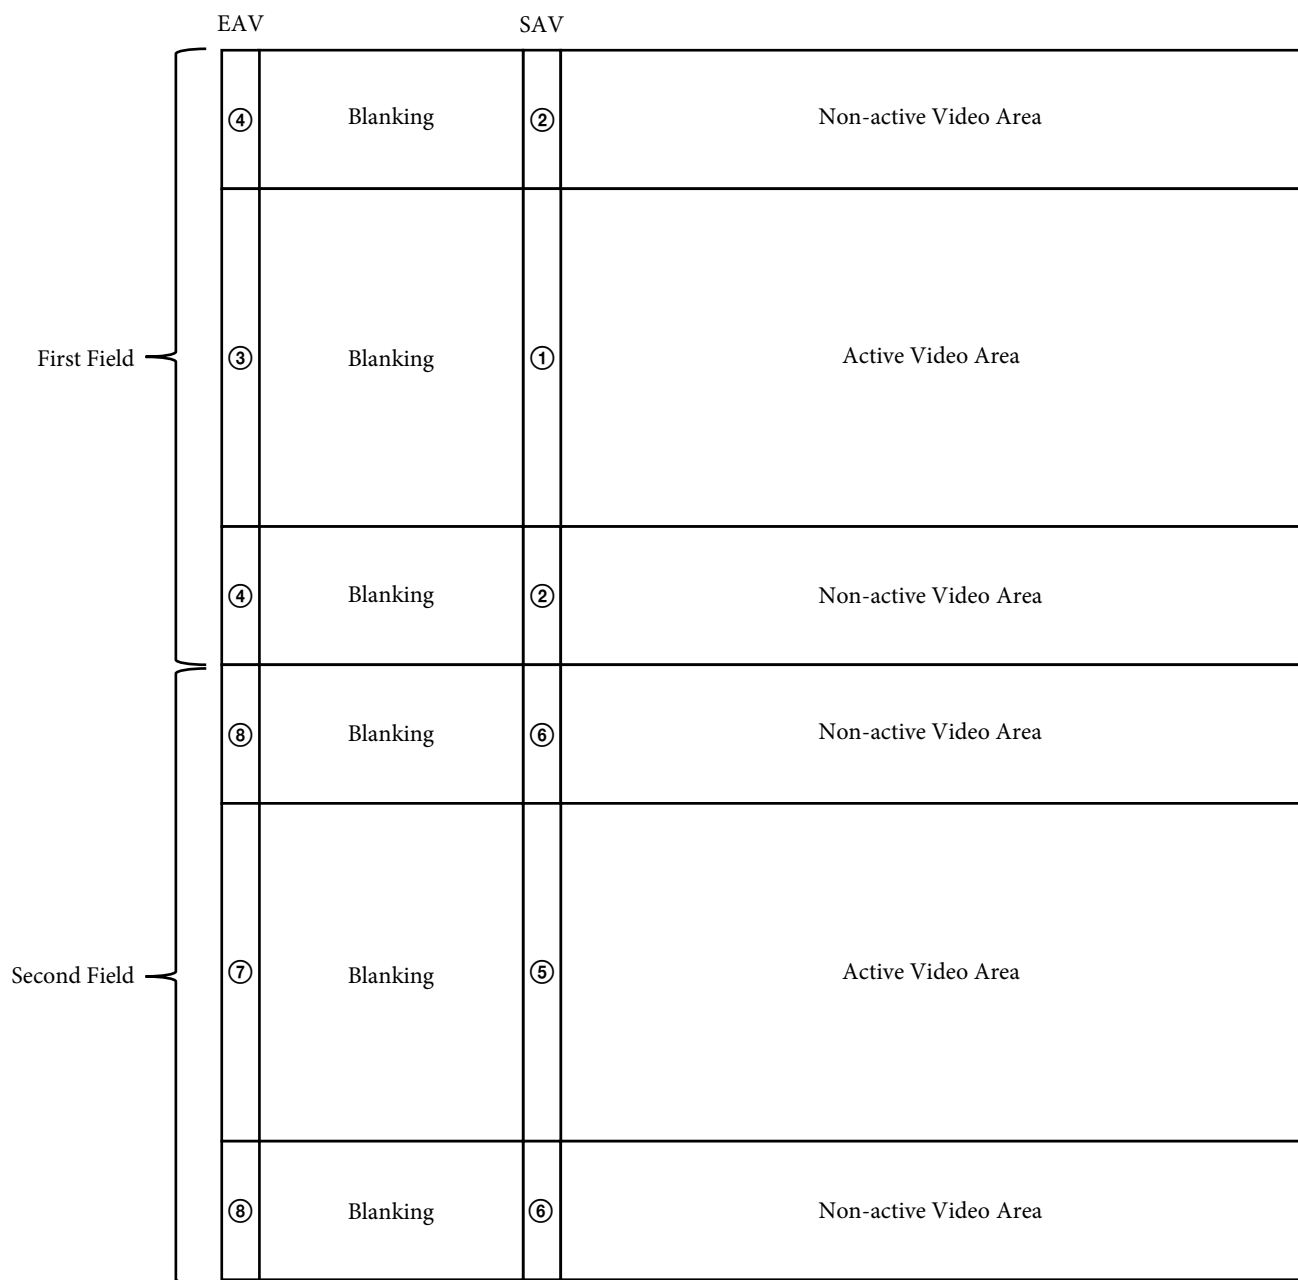 EAV SAV
④ Blanking ② Non-active Video Area
First Field ③ Blanking ① Active Video Area
④ Blanking ② Non-active Video Area
⑧ Blanking ⑥ Non-active Video Area
Second Field ⑦ Blanking ⑤ Active Video Area
⑧ Blanking ⑥ Non-active Video Area